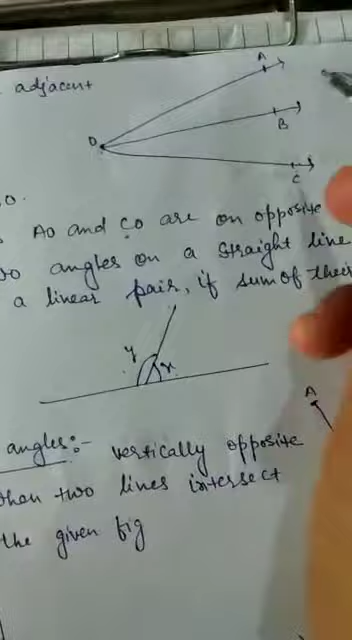 adjacent
A
B
O
C
AO and CO are on opposite
angles on a straight line
a linear pair, if sum of their
y x
A
angles:- vertically opposite
two lines intersect
the given fig